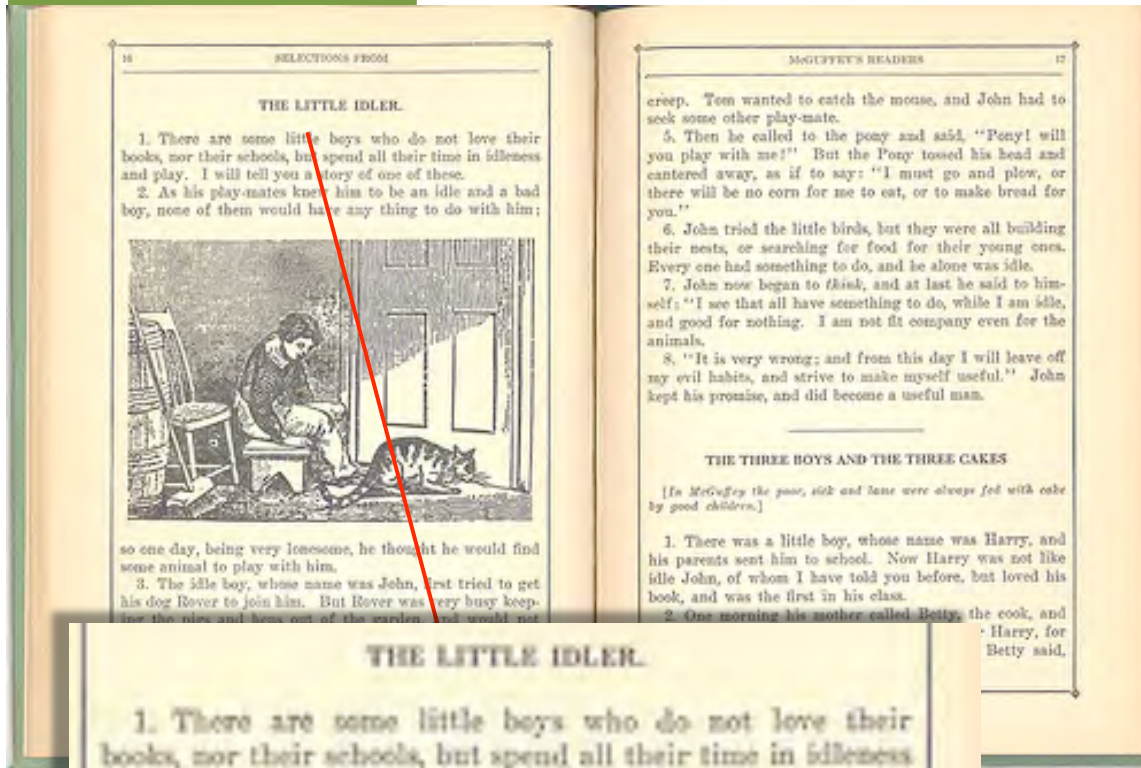 16
SELECTIONS FROM
THE LITTLE IDLER.
1. There are some little boys who do not love their
books, nor their schools, but spend all their time in idleness
and play. I will tell you a story of one of these.
2. As his play-mates knew him to be an idle and a bad
boy, none of them would have any thing to do with him;
so one day, being very lonesome, he thought he would find
some animal to play with him.
3. The idle boy, whose name was John, first tried to get
his dog Rover to join him. But Rover was very busy keep-
ing the pigs and hens out of the garden, and would not
McGUFFEY'S READERS
17
creep. Tom wanted to catch the mouse, and John had to
seek some other play-mate.
5. Then he called to the pony and said, "Pony! will
you play with me?" But the Pony tossed his head and
cantered away, as if to say: "I must go and plow, or
there will be no corn for me to eat, or to make bread for
you."
6. John tried the little birds, but they were all building
their nests, or searching for food for their young ones.
Every one had something to do, and he alone was idle.
7. John now began to think, and at last he said to him-
self: "I see that all have something to do, while I am idle,
and good for nothing. I am not fit company even for the
animals.
8. "It is very wrong; and from this day I will leave off
my evil habits, and strive to make myself useful." John
kept his promise, and did become a useful man.
THE THREE BOYS AND THE THREE CAKES
[In McGuffey the poor, sick and lame were always fed with cake
by good children.]
1. There was a little boy, whose name was Harry, and
his parents sent him to school. Now Harry was not like
idle John, of whom I have told you before, but loved his
book, and was the first in his class.
2. One morning his mother called Betty, the cook, and
Harry, for
Betty said,
THE LITTLE IDLER.
1. There are some little boys who do not love their
books, nor their schools, but spend all their time in idleness